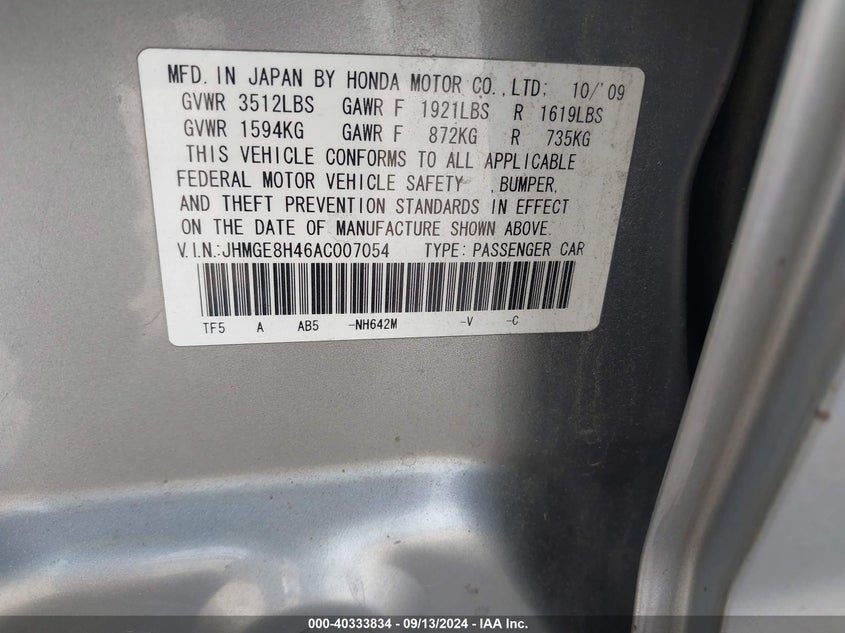 MFD. IN JAPAN BY HONDA MOTOR CO.,LTD: 10/'09
GVWR 3512LBS GAWR F 1921LBS R 1619LBS
GVWR 1594KG GAWR F 872KG R 735KG
THIS VEHICLE CONFORMS TO ALL APPLICABLE
FEDERAL MOTOR VEHICLE SAFETY ,BUMPER,
AND THEFT PREVENTION STANDARDS IN EFFECT
ON THE DATE OF MANUFACTURE SHOWN ABOVE.
V.I.N.:JHMGE8H46AC007054 TYPE: PASSENGER CAR
TF5 A AB5 -NH642M -V -C
000-40333834 - 09/13/2024 - IAA Inc.